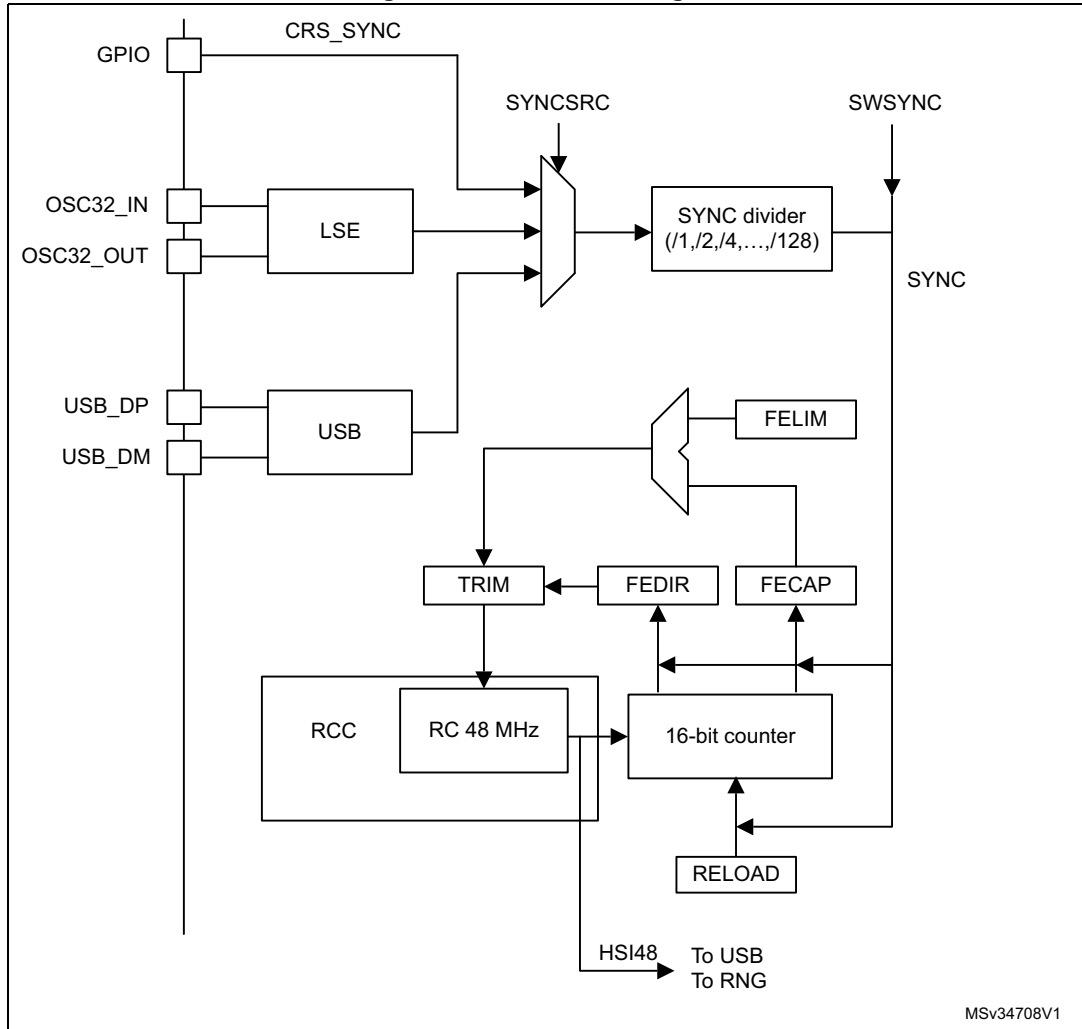 CRS_SYNC
GPIO
SYNCSRC
SWSYNC
OSC32_IN
LSE
SYNC divider
(/1,/2,/4,…,/128)
OSC32_OUT
SYNC
USB_DP
USB
FELIM
USB_DM
TRIM
FEDIR
FECAP
RCC
RC 48 MHz
16-bit counter
RELOAD
HSI48
To USB
To RNG
MSv34708V1